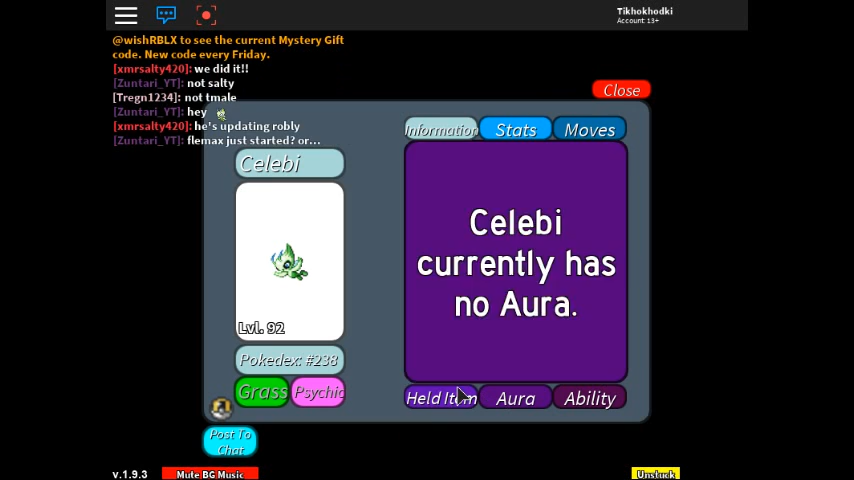 Tikhokhodki
Account: 13+
@wishRBLX to see the current Mystery Gift
code. New code every Friday.
[xmrsalty420]: we did it!!
[Zuntari_YT]: not salty
[Tregn1234]: not tmale
[Zuntari_YT]: hey
[xmrsalty420]: he's updating robly
[Zuntari_YT]: flemax just started? or...
Close
Information Stats Moves
Celebi
Celebi
currently has
no Aura.
Lvl. 92
Pokedex: #238
Grass Psychic
Held Item Aura Ability
Post To
Chat
v.1.9.3
Mute BG Music
Unstuck